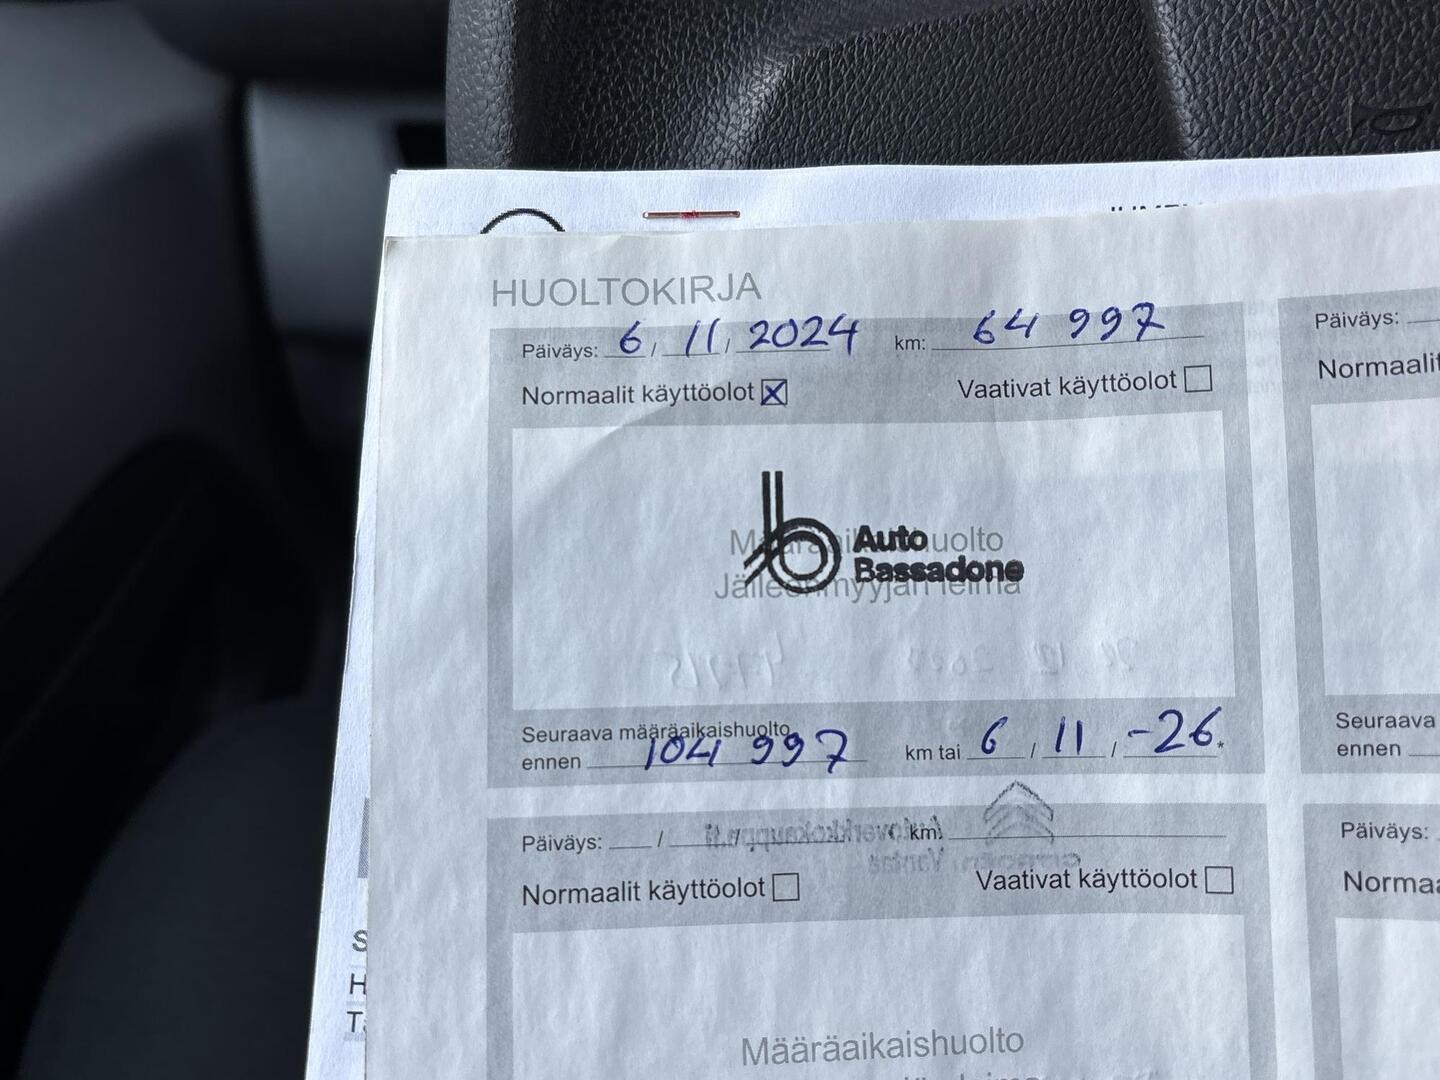 HUOLTOKIRJA
Päiväys: 6 / 11 / 2024 km: 64 997
Normaalit käyttöolot ☒ Vaativat käyttöolot ☐
Määräaikaishuolto
Jälleenmyyjän leima
Auto
Bassadone
Seuraava määräaikaishuolto
ennen 104 997 km tai 6 / 11 / -26. *
Päiväys: / / km:
Normaalit käyttöolot ☐ Vaativat käyttöolot ☐
Määräaikaishuolto
Päiväys:
Normaalit
Seuraava
ennen
Päiväys:
Norma
S
H